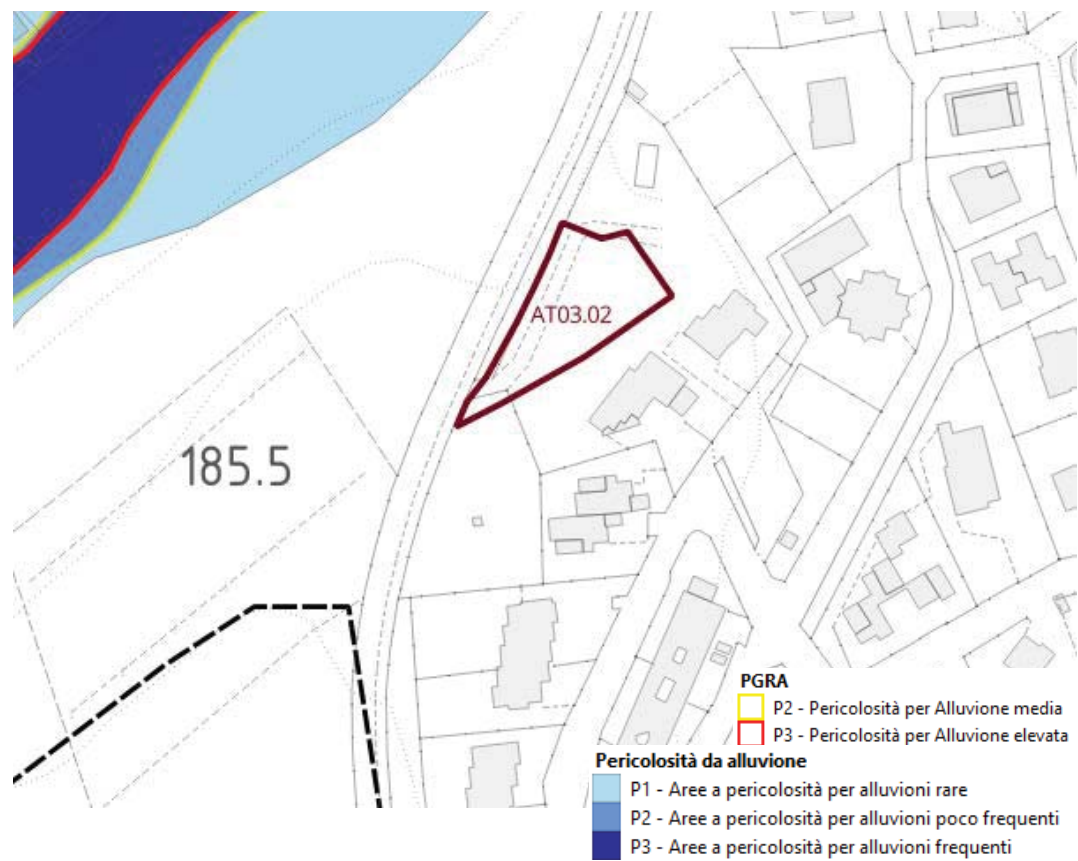 AT03.02
185.5
PGRA
P2 - Pericolosità per Alluvione media
P3 - Pericolosità per Alluvione elevata
Pericolosità da alluvione
P1 - Aree a pericolosità per alluvioni rare
P2 - Aree a pericolosità per alluvioni poco frequenti
P3 - Aree a pericolosità per alluvioni frequenti